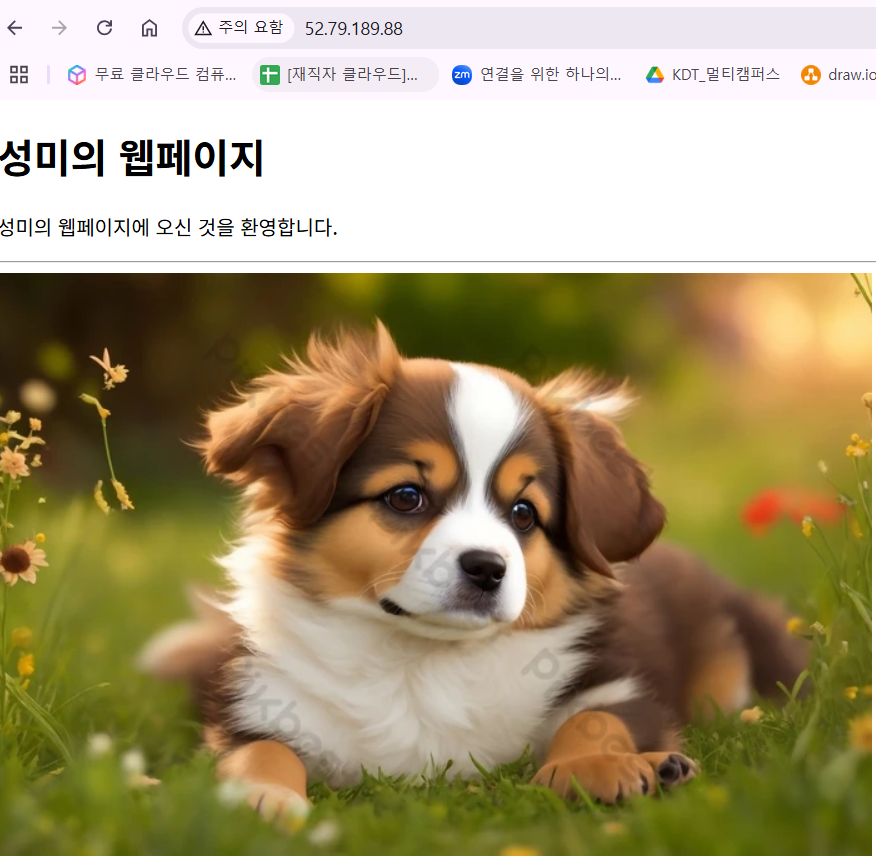 주의 요함 52.79.189.88
무료 클라우드 컴퓨... [재직자 클라우드]... zm 연결을 위한 하나의... KDT_멀티캠퍼스 draw.io
성미의 웹페이지
성미의 웹페이지에 오신 것을 환영합니다.